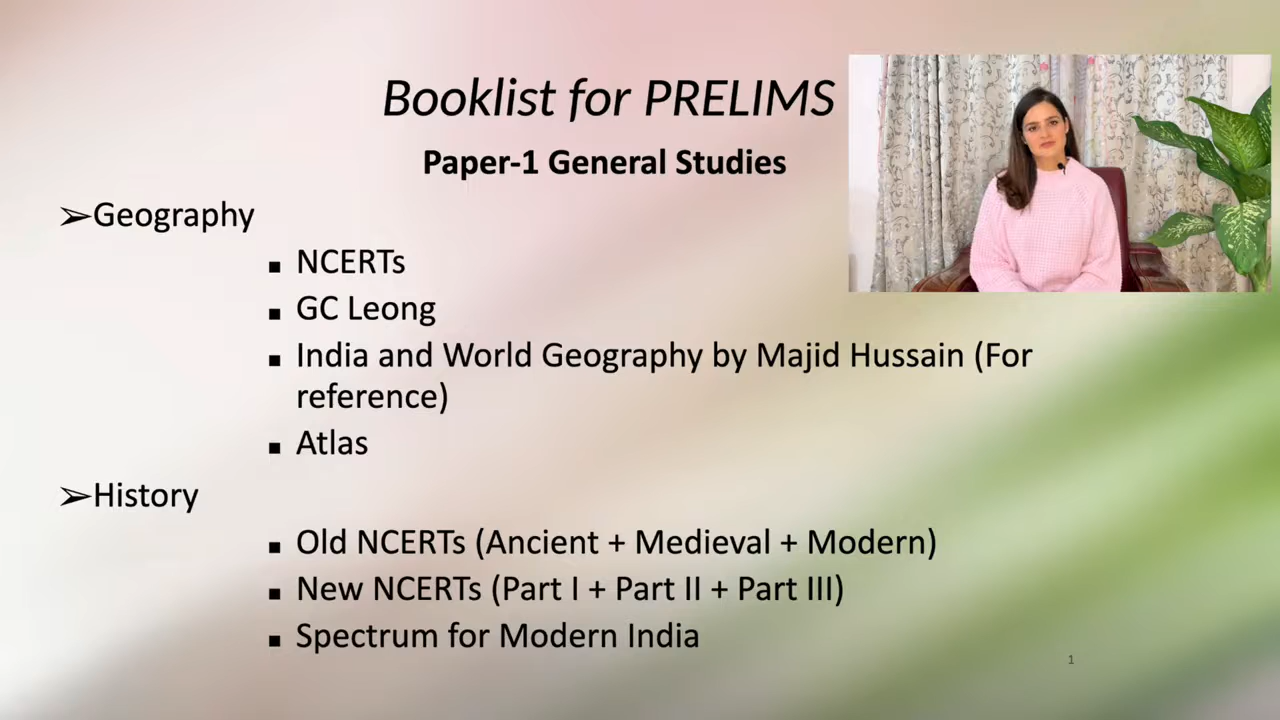 Booklist for PRELIMS
Paper-1 General Studies
➢Geography
▪ NCERTs
▪ GC Leong
▪ India and World Geography by Majid Hussain (For
reference)
▪ Atlas
➢History
▪ Old NCERTs (Ancient + Medieval + Modern)
▪ New NCERTs (Part I + Part II + Part III)
▪ Spectrum for Modern India
1